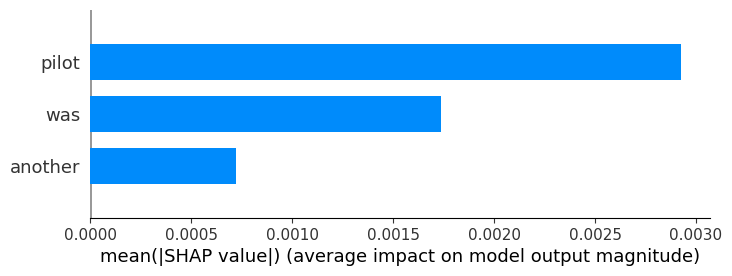 pilot
was
another
0.0000 0.0005 0.0010 0.0015 0.0020 0.0025 0.0030
mean(|SHAP value|) (average impact on model output magnitude)